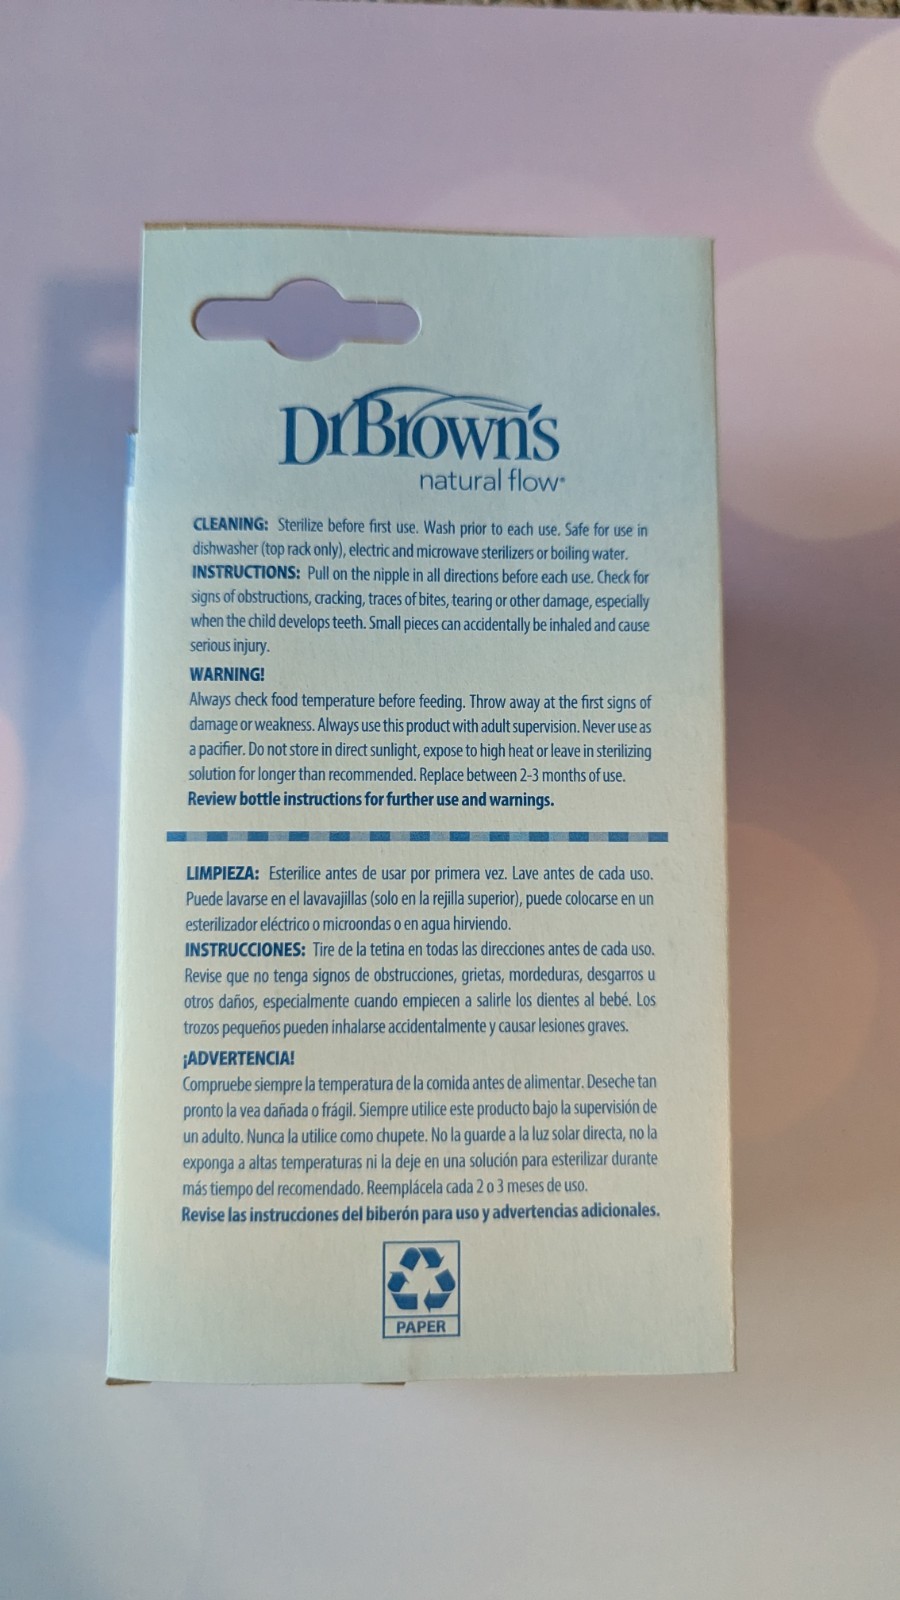 DrBrown's
natural flow®
CLEANING: Sterilize before first use. Wash prior to each use. Safe for use in
dishwasher (top rack only), electric and microwave sterilizers or boiling water.
INSTRUCTIONS: Pull on the nipple in all directions before each use. Check for
signs of obstructions, cracking, traces of bites, tearing or other damage, especially
when the child develops teeth. Small pieces can accidentally be inhaled and cause
serious injury.
WARNING!
Always check food temperature before feeding. Throw away at the first signs of
damage or weakness. Always use this product with adult supervision. Never use as
a pacifier. Do not store in direct sunlight, expose to high heat or leave in sterilizing
solution for longer than recommended. Replace between 2-3 months of use.
Review bottle instructions for further use and warnings.
LIMPIEZA: Esterilice antes de usar por primera vez. Lave antes de cada uso.
Puede lavarse en el lavavajillas (solo en la rejilla superior), puede colocarse en un
esterilizador eléctrico o microondas o en agua hirviendo.
INSTRUCCIONES: Tire de la tetina en todas las direcciones antes de cada uso.
Revise que no tenga signos de obstrucciones, grietas, mordeduras, desgarros u
otros daños, especialmente cuando empiecen a salirle los dientes al bebé. Los
trozos pequeños pueden inhalarse accidentalmente y causar lesiones graves.
¡ADVERTENCIA!
Compruebe siempre la temperatura de la comida antes de alimentar. Deseche tan
pronto la vea dañada o frágil. Siempre utilice este producto bajo la supervisión de
un adulto. Nunca la utilice como chupete. No la guarde a la luz solar directa, no la
exponga a altas temperaturas ni la deje en una solución para esterilizar durante
más tiempo del recomendado. Reemplácela cada 2 o 3 meses de uso.
Revise las instrucciones del biberón para uso y advertencias adicionales.
PAPER